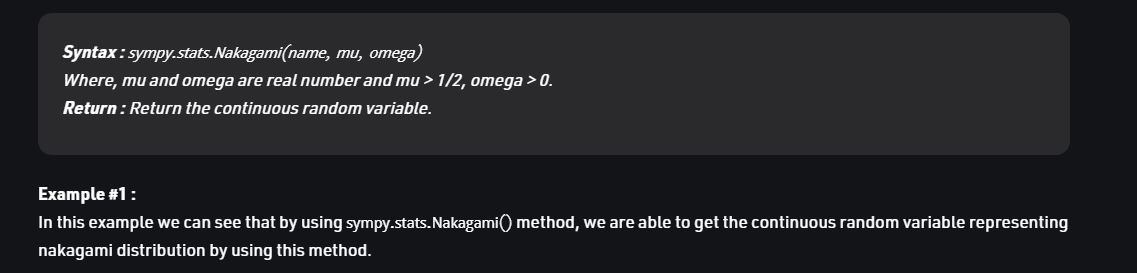 Syntax : sympy.stats.Nakagami(name, mu, omega)
Where, mu and omega are real number and mu > 1/2, omega > 0.
Return : Return the continuous random variable.
Example #1 :
In this example we can see that by using sympy.stats.Nakagami() method, we are able to get the continuous random variable representing
nakagami distribution by using this method.